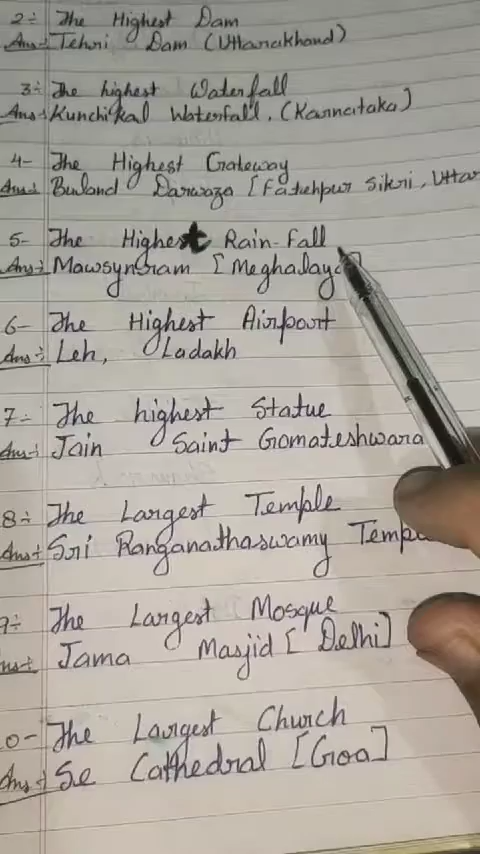 2÷ The Highest Dam
Ans÷ Tehri Dam (Uttarakhand)
3÷ The highest Waterfall
Ans÷ Kunchikal Waterfall, (Karnataka)
4- The Highest Gateway
Ans÷ Buland Darwaza [Fatehpur Sikri, Uttar
5- The Highest Rain-Fall
Ans÷ Mawsynram [Meghalaya]
6- The Highest Airport
Ans÷ Leh, Ladakh
7÷ The highest Statue
Ans÷ Jain Saint Gomateshwara
8÷ The Largest Temple
Ans÷ Sri Ranganathaswamy Temp
9÷ The Largest Mosque
Ans÷ Jama Masjid [Delhi]
0- The Largest Church
Ans÷ Se Cathedral [Goa]